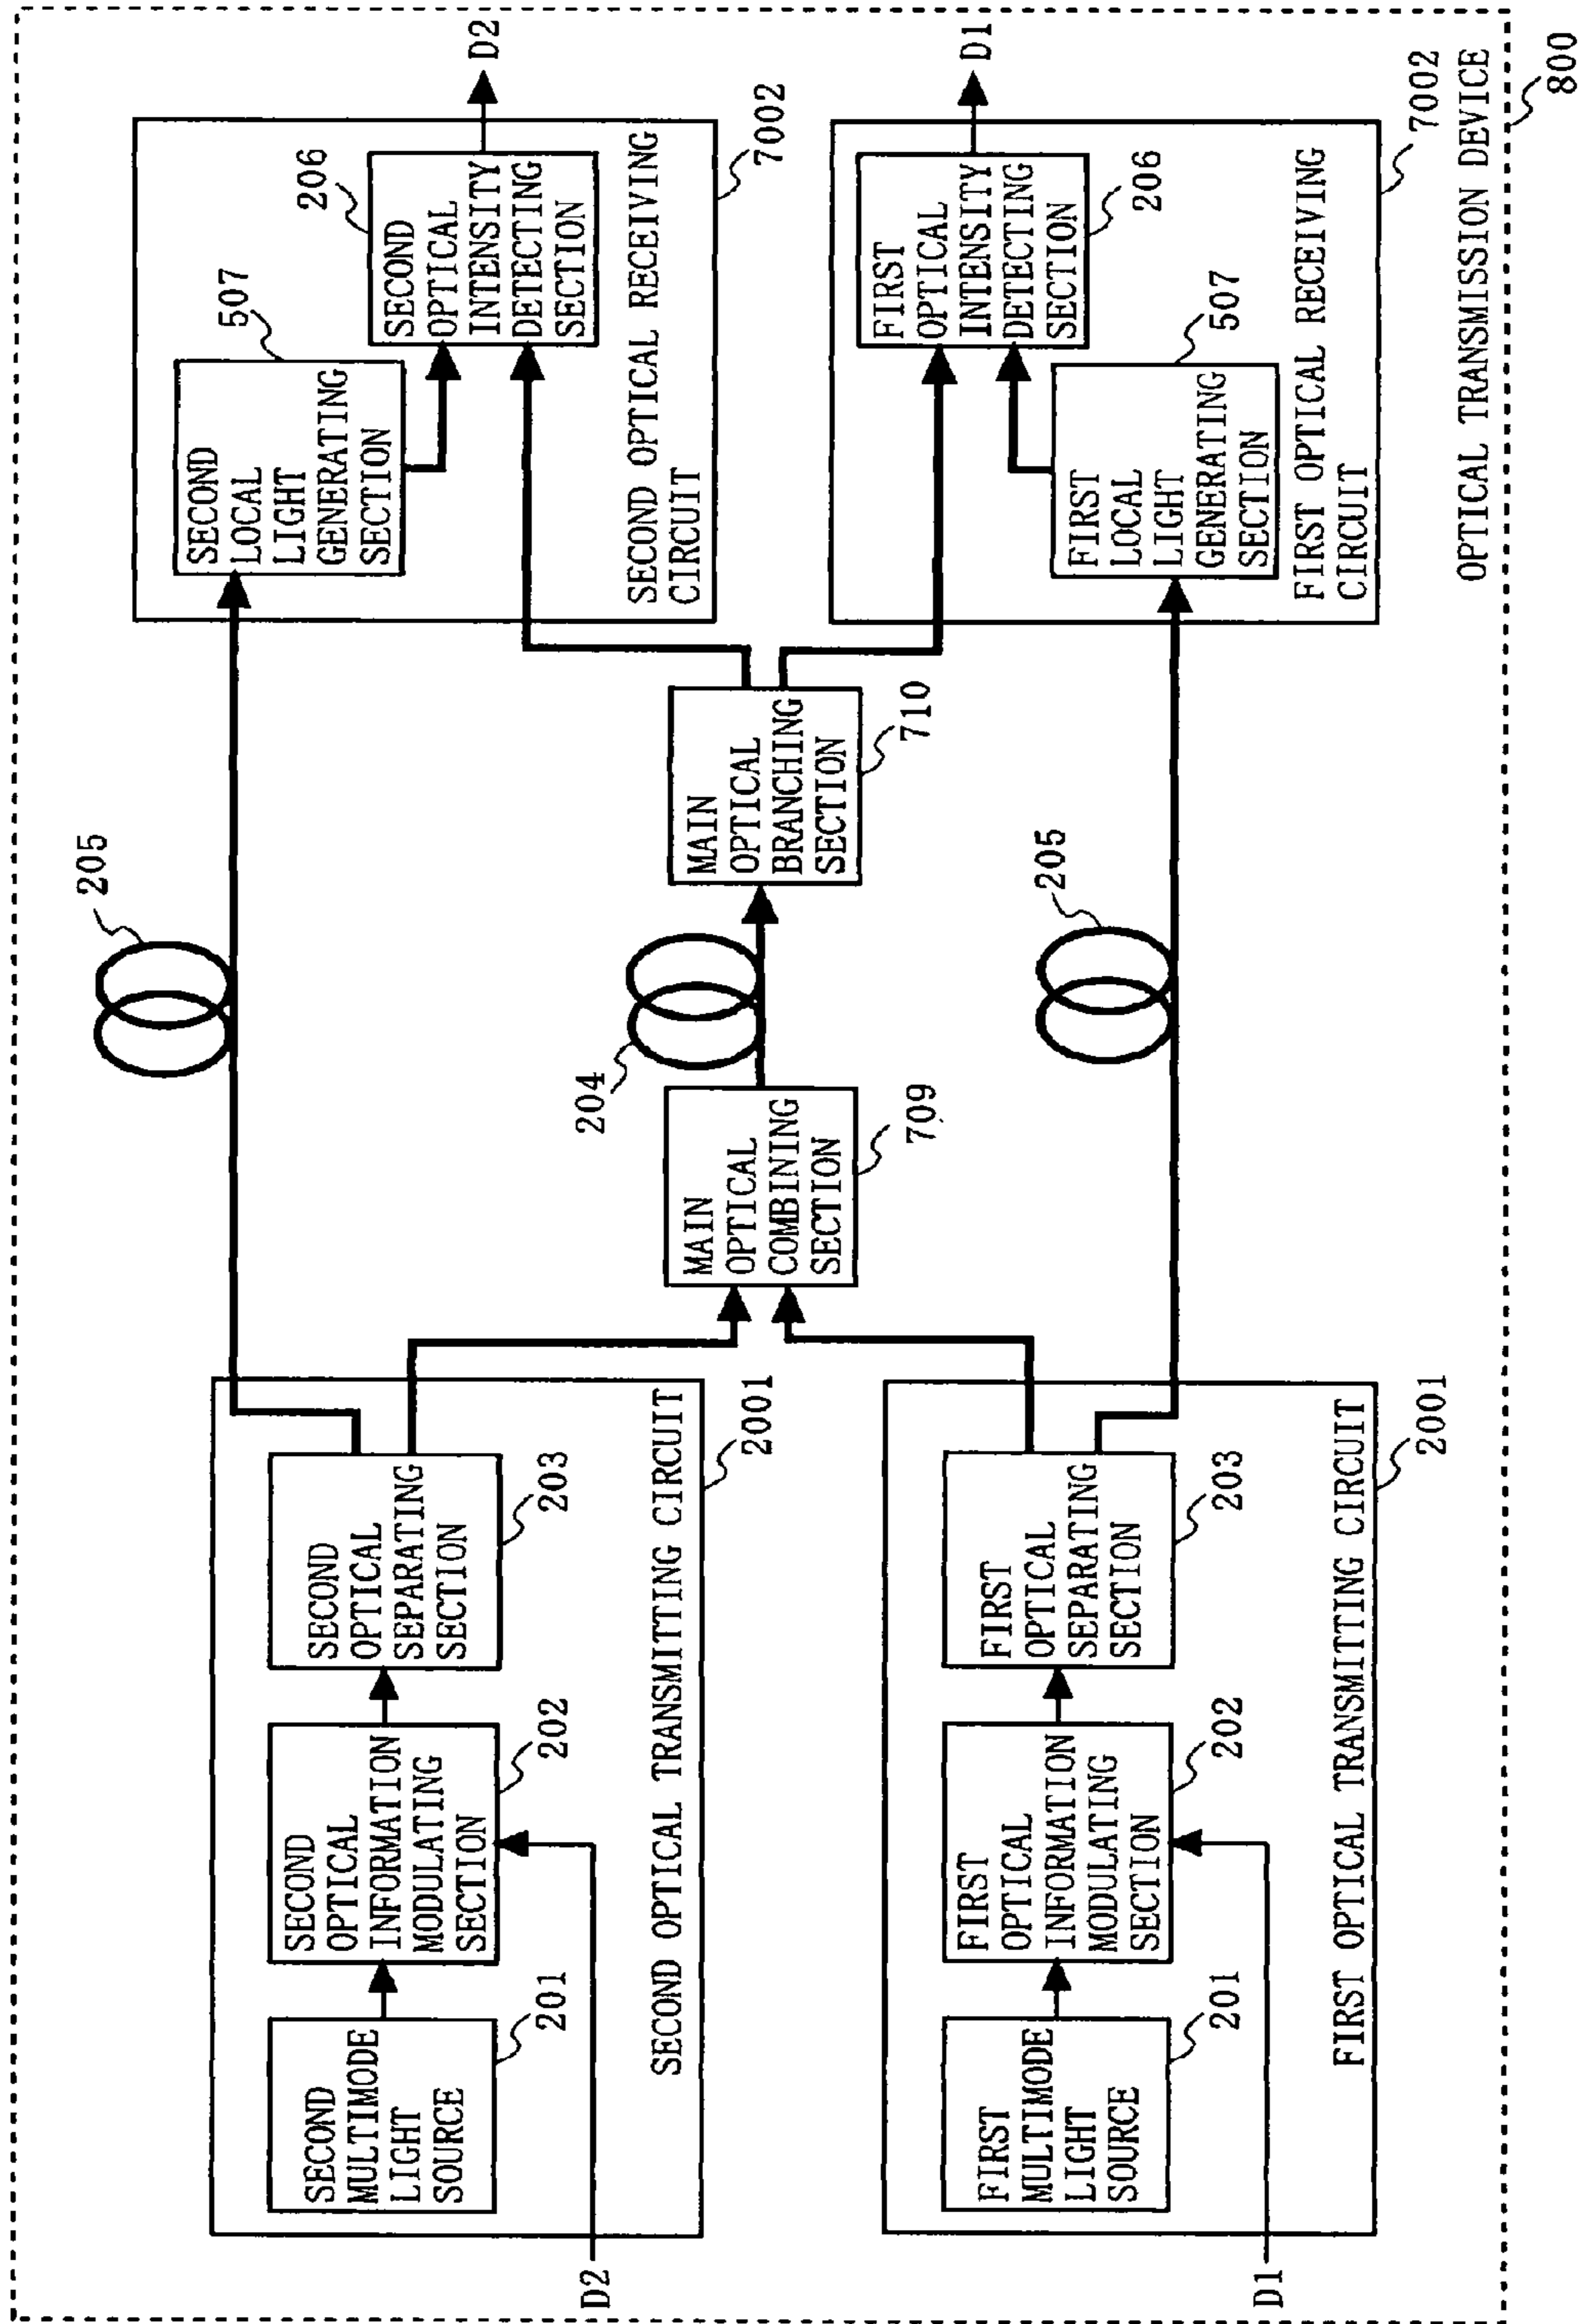 SECOND
MULTIMODE
LIGHT
SOURCE
201
SECOND
OPTICAL
INFORMATION
MODULATING
SECTION
202
SECOND
OPTICAL
SEPARATING
SECTION
203
D2
SECOND OPTICAL TRANSMITTING CIRCUIT
2001
205
SECOND
LOCAL
LIGHT
GENERATING
SECTION
507
SECOND
OPTICAL
INTENSITY
DETECTING
SECTION
206
D2
SECOND OPTICAL RECEIVING
CIRCUIT
7002
MAIN
OPTICAL
COMBINING
SECTION
709
204
MAIN
OPTICAL
BRANCHING
SECTION
710
FIRST
MULTIMODE
LIGHT
SOURCE
201
FIRST
OPTICAL
INFORMATION
MODULATING
SECTION
202
FIRST
OPTICAL
SEPARATING
SECTION
203
D1
FIRST OPTICAL TRANSMITTING CIRCUIT
2001
205
FIRST
OPTICAL
INTENSITY
DETECTING
SECTION
206
D1
FIRST
LOCAL
LIGHT
GENERATING
SECTION
507
FIRST OPTICAL RECEIVING
CIRCUIT
7002
OPTICAL TRANSMISSION DEVICE
800